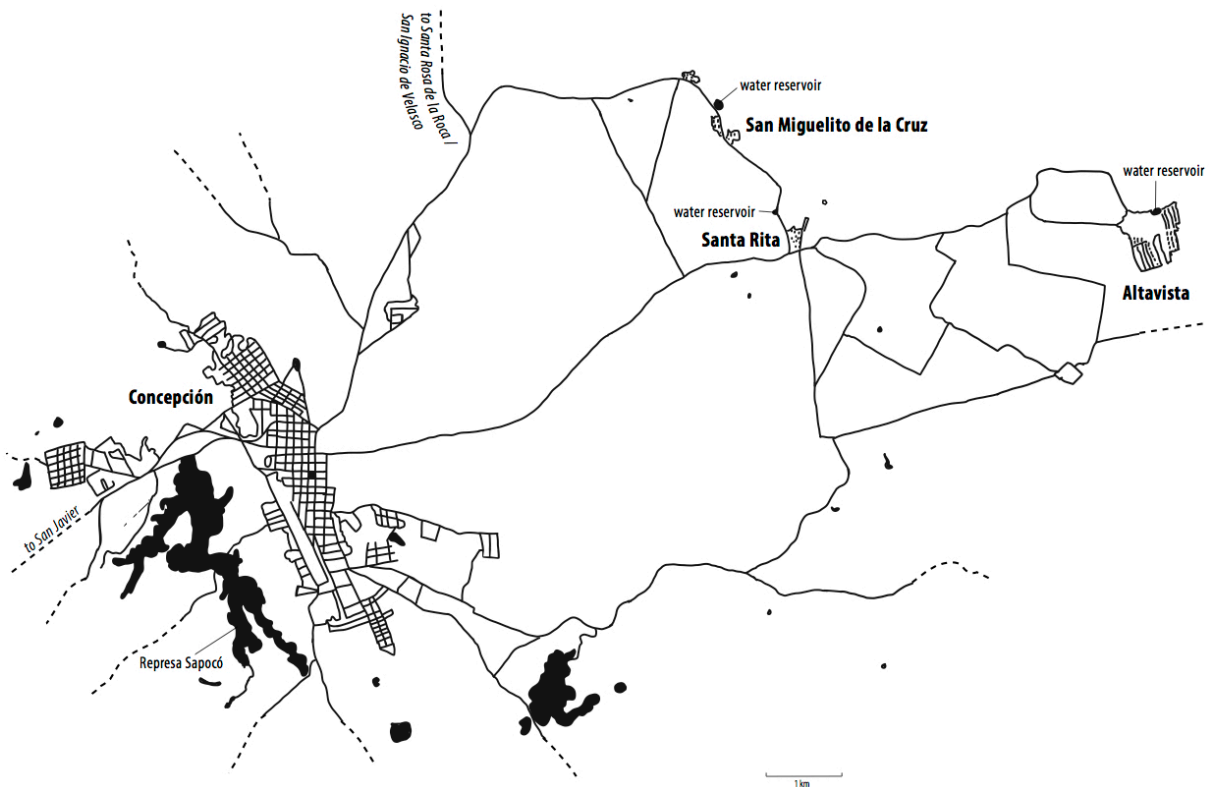 to Santa Rosa de la Roca /
San Ignacio de Velasco
water reservoir
San Miguelito de la Cruz
water reservoir
water reservoir
Santa Rita
Altavista
Concepción
to San Javier
Represa Sapocó
1 km